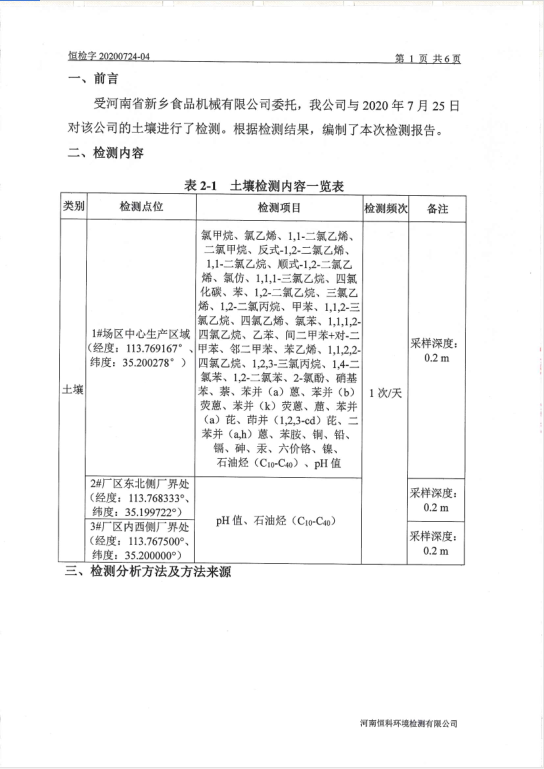 恒检字 20200724-04
第 1 页 共 6 页
一、前言
受河南省新乡食品机械有限公司委托，我公司与 2020 年 7 月 25 日
对该公司的土壤进行了检测。根据检测结果，编制了本次检测报告。
二、检测内容
表 2-1 土壤检测内容一览表
类别 检测点位 检测项目 检测频次 备注
土壤
1#场区中心生产区域
（经度：113.769167°、
纬度：35.200278°）
氯甲烷、氯乙烯、1,1-二氯乙烯、
二氯甲烷、反式-1,2-二氯乙烯、
1,1-二氯乙烷、顺式-1,2-二氯乙
烯、氯仿、1,1,1-三氯乙烷、四氯
化碳、苯、1,2-二氯乙烷、三氯乙
烯、1,2-二氯丙烷、甲苯、1,1,2-三
氯乙烷、四氯乙烯、氯苯、1,1,1,2-
四氯乙烷、乙苯、间二甲苯+对-二
甲苯、邻二甲苯、苯乙烯、1,1,2,2-
四氯乙烷、1,2,3-三氯丙烷、1,4-二
氯苯、1,2-二氯苯、2-氯酚、硝基
苯、萘、苯并（a）蒽、苯并（b）
荧蒽、苯并（k）荧蒽、䓛、苯并
（a）芘、茚并（1,2,3-cd）芘、二
苯并（a,h）蒽、苯胺、铜、铅、
镉、砷、汞、六价铬、镍、
石油烃（C10-C40）、pH 值
1 次/天
采样深度：
0.2 m
2#厂区东北侧厂界处
（经度：113.768333°、
纬度：35.199722°）
pH 值、石油烃（C10-C40）
采样深度：
0.2 m
3#厂区内西侧厂界处
（经度：113.767500°、
纬度：35.200000°）
采样深度：
0.2 m
三、检测分析方法及方法来源
河南恒科环境检测有限公司